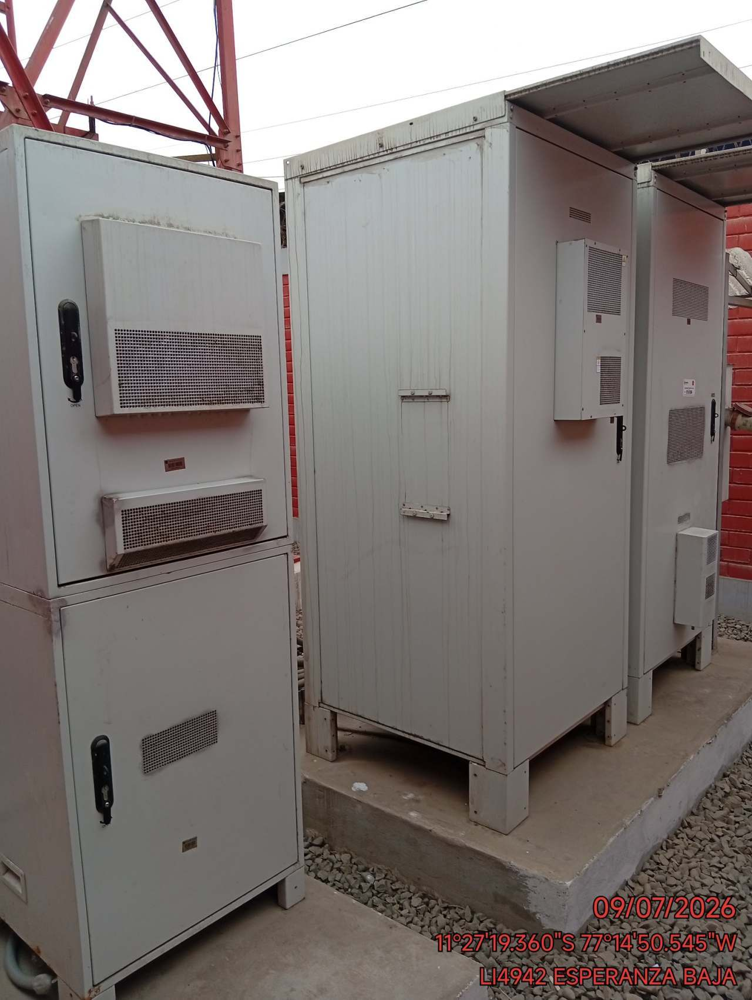 OPEN
09/07/2026
11°27'19.360"S 77°14'50.545"W
LI4942 ESPERANZA BAJA